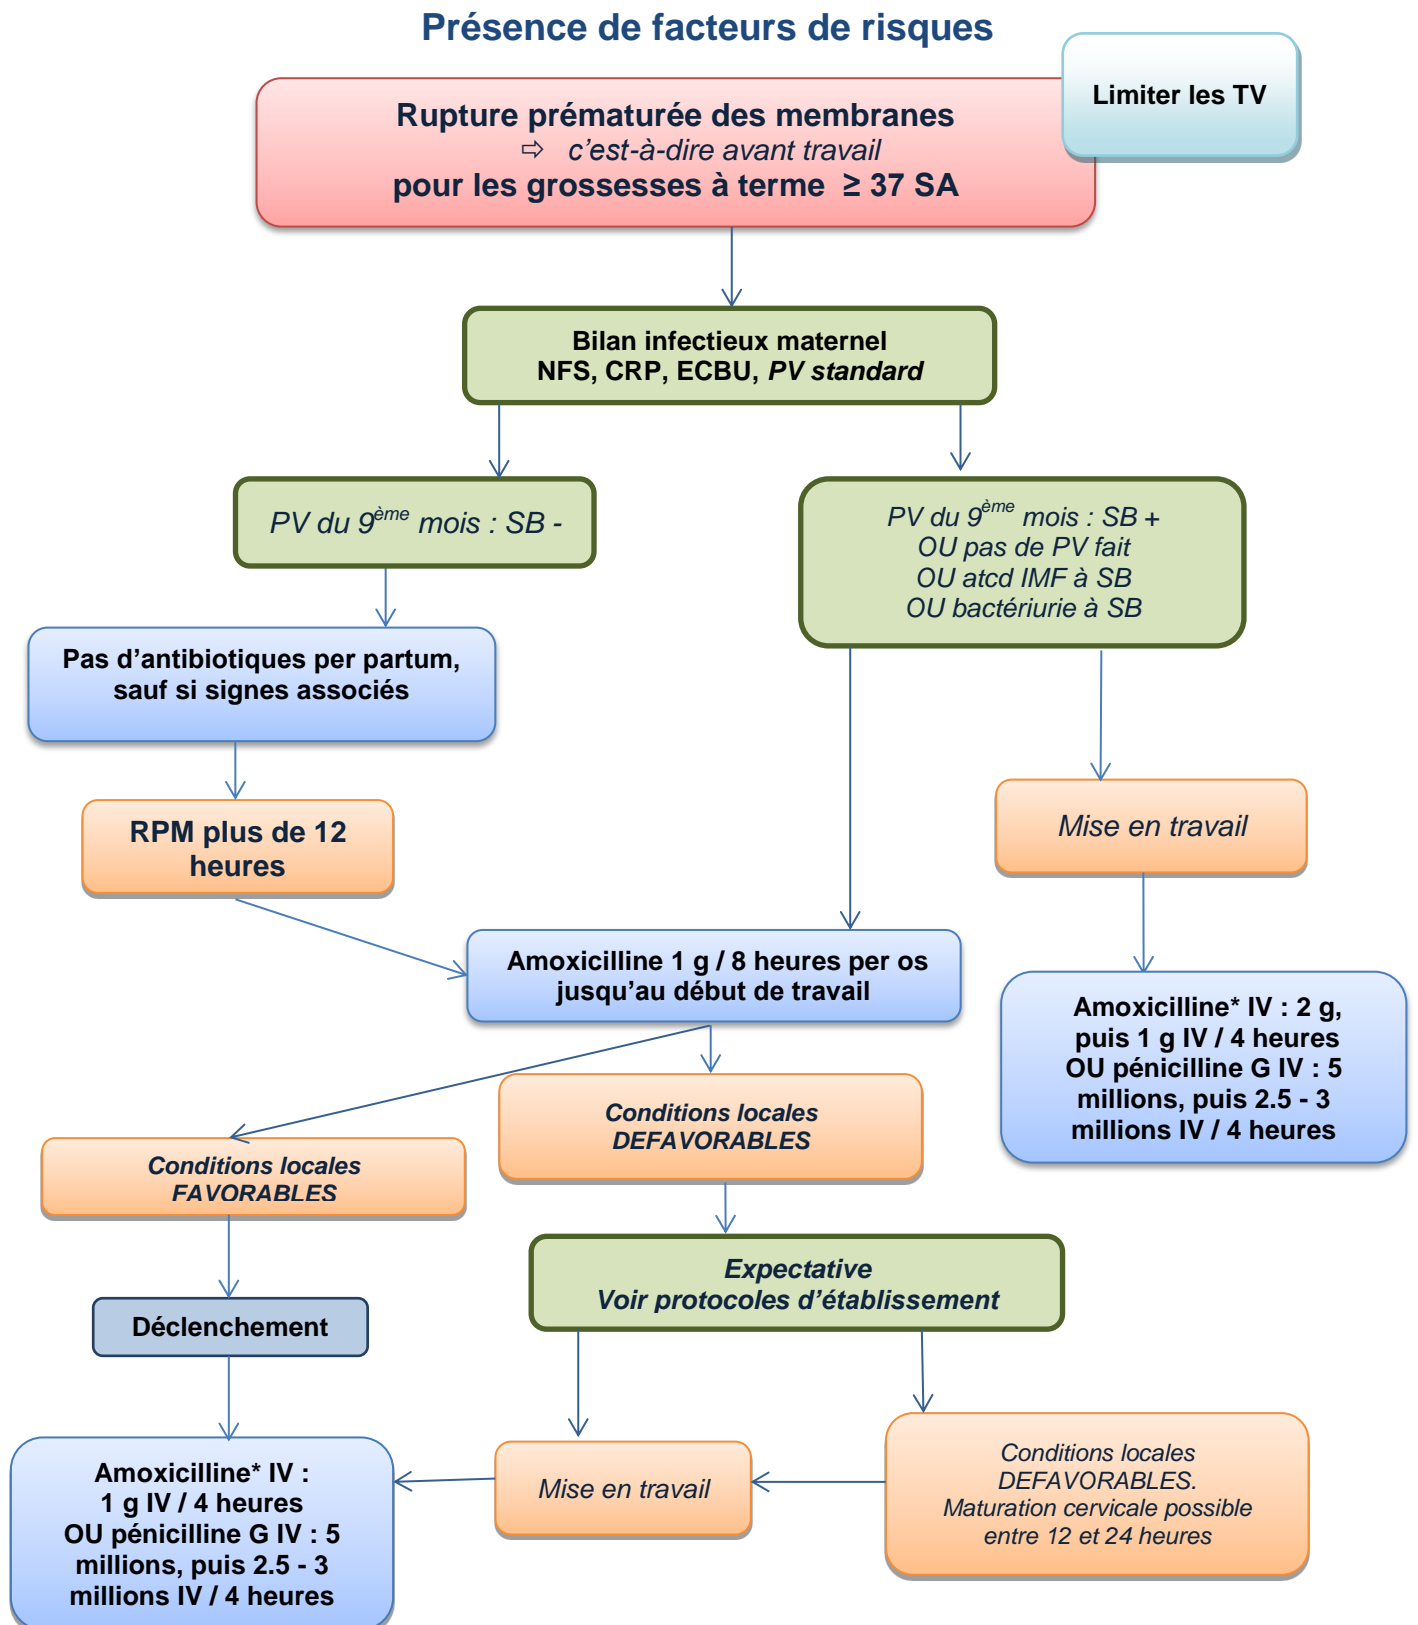 Présence de facteurs de risques
Limiter les TV
Rupture prématurée des membranes
⇨ c'est-à-dire avant travail
pour les grossesses à terme ≥ 37 SA
Bilan infectieux maternel
NFS, CRP, ECBU, PV standard
PV du 9ème mois : SB -
PV du 9ème mois : SB +
OU pas de PV fait
OU atcd IMF à SB
OU bactériurie à SB
Pas d'antibiotiques per partum,
sauf si signes associés
RPM plus de 12
heures
Mise en travail
Amoxicilline 1 g / 8 heures per os
jusqu'au début de travail
Amoxicilline* IV : 2 g,
puis 1 g IV / 4 heures
OU pénicilline G IV : 5
millions, puis 2.5 - 3
millions IV / 4 heures
Conditions locales
DEFAVORABLES
Conditions locales
FAVORABLES
Expectative
Voir protocoles d'établissement
Déclenchement
Amoxicilline* IV :
1 g IV / 4 heures
OU pénicilline G IV : 5
millions, puis 2.5 - 3
millions IV / 4 heures
Mise en travail
Conditions locales
DEFAVORABLES.
Maturation cervicale possible
entre 12 et 24 heures